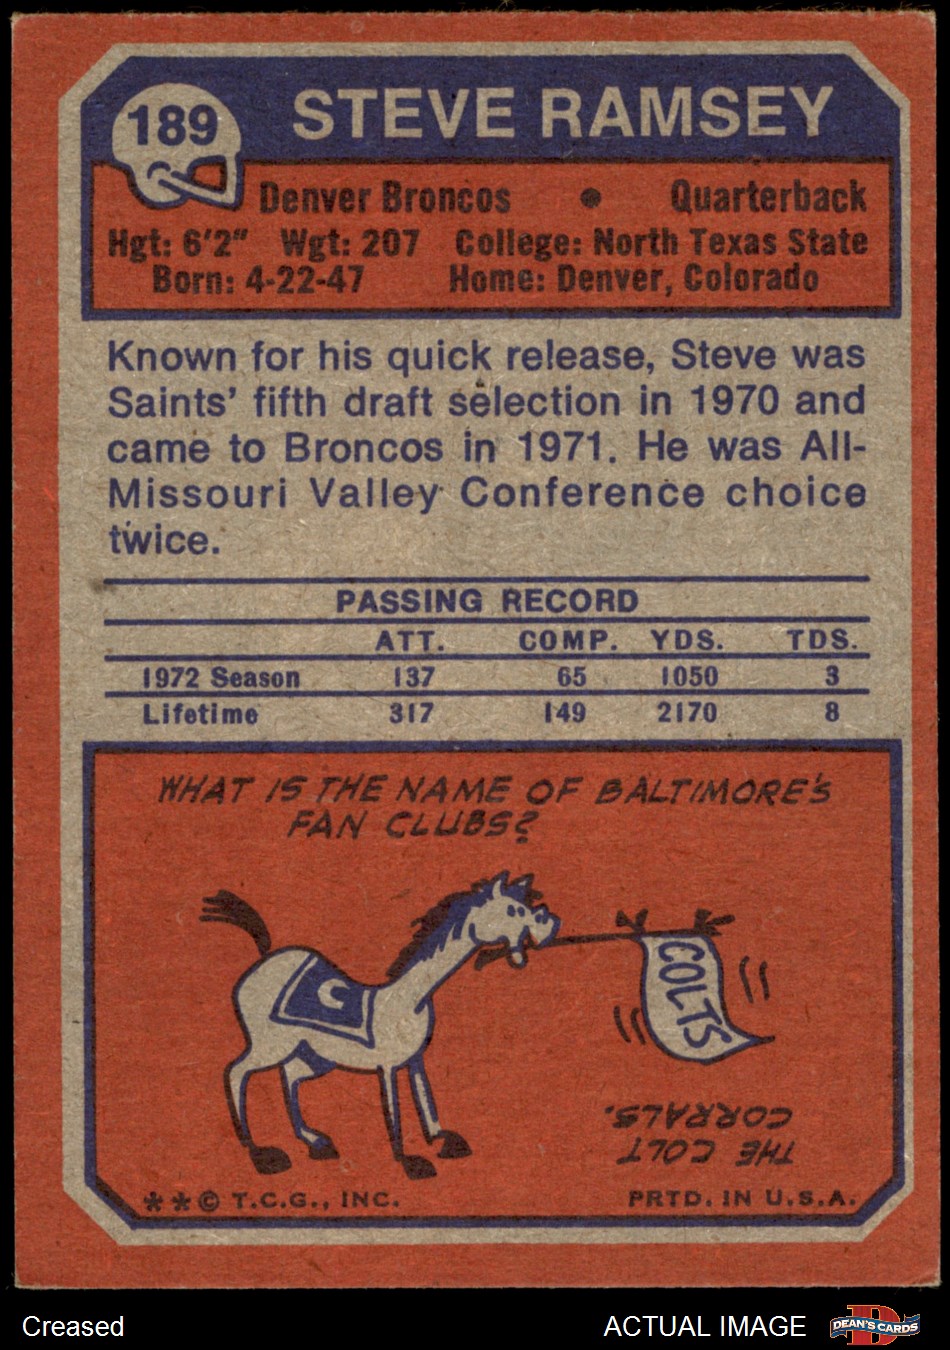 189
STEVE RAMSEY
Denver Broncos • Quarterback
Hgt: 6'2" Wgt: 207 College: North Texas State
Born: 4-22-47 Home: Denver, Colorado
Known for his quick release, Steve was
Saints' fifth draft selection in 1970 and
came to Broncos in 1971. He was All-
Missouri Valley Conference choice
twice.
PASSING RECORD
ATT. COMP. YDS. TDS.
1972 Season 137 65 1050 3
Lifetime 317 149 2170 8
WHAT IS THE NAME OF BALTIMORE'S
FAN CLUBS?
C
COLTS
THE COLT
CORRALS.
**© T.C.G., INC. PRTD. IN U.S.A.
Creased
ACTUAL IMAGE
D
DEAN'S CARDS